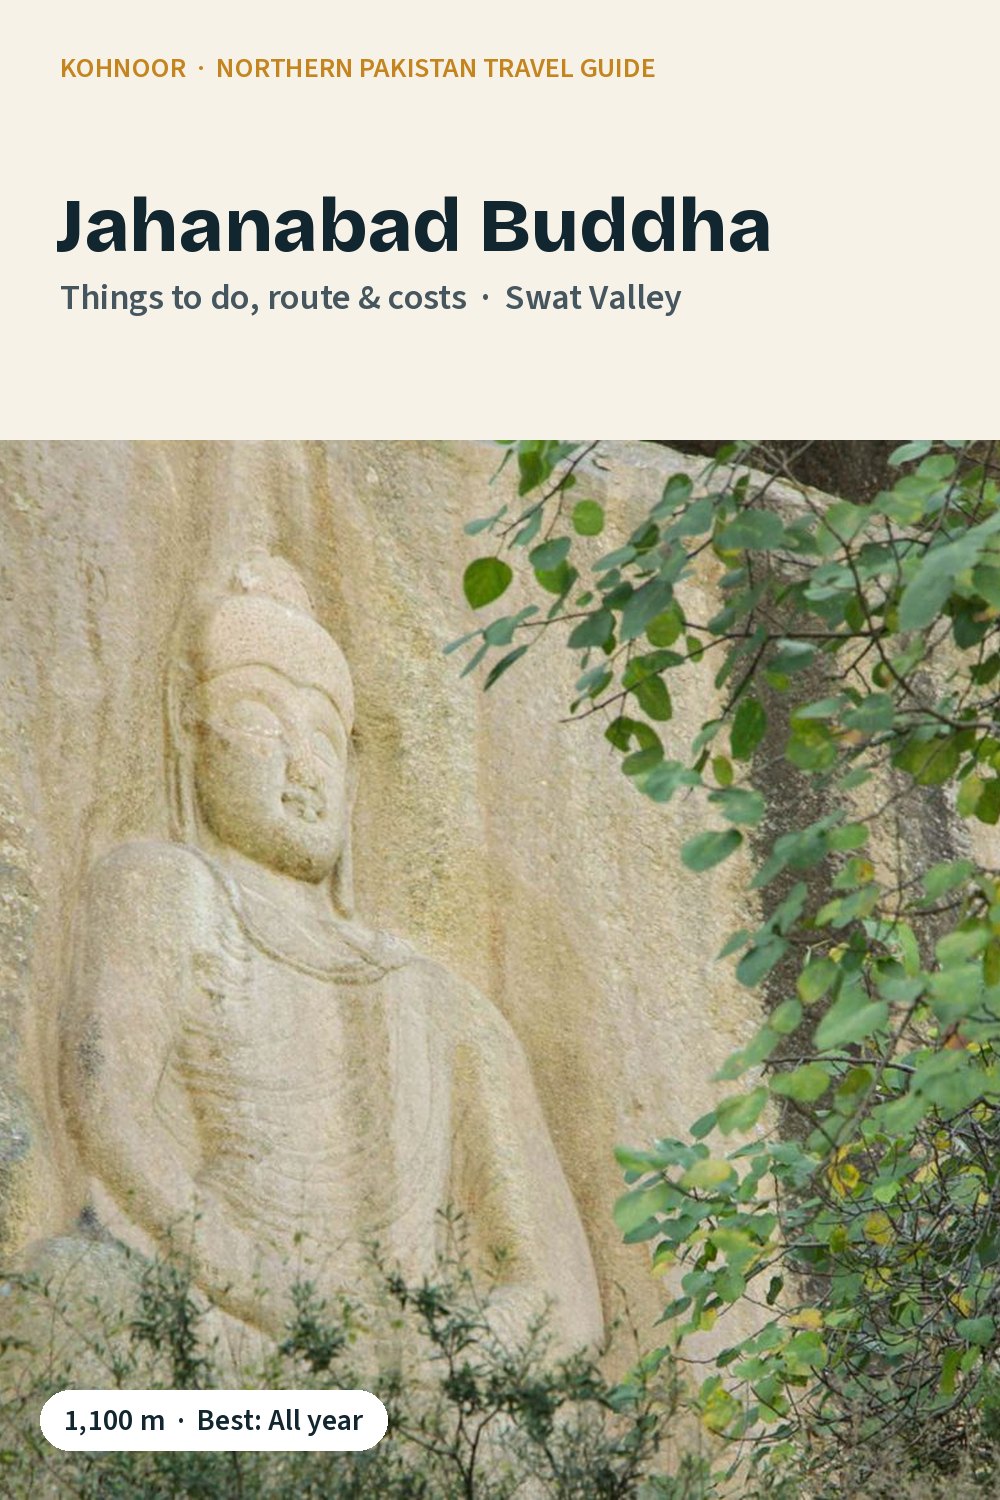 KOHNOOR · NORTHERN PAKISTAN TRAVEL GUIDE
Jahanabad Buddha
Things to do, route & costs · Swat Valley
1,100 m · Best: All year